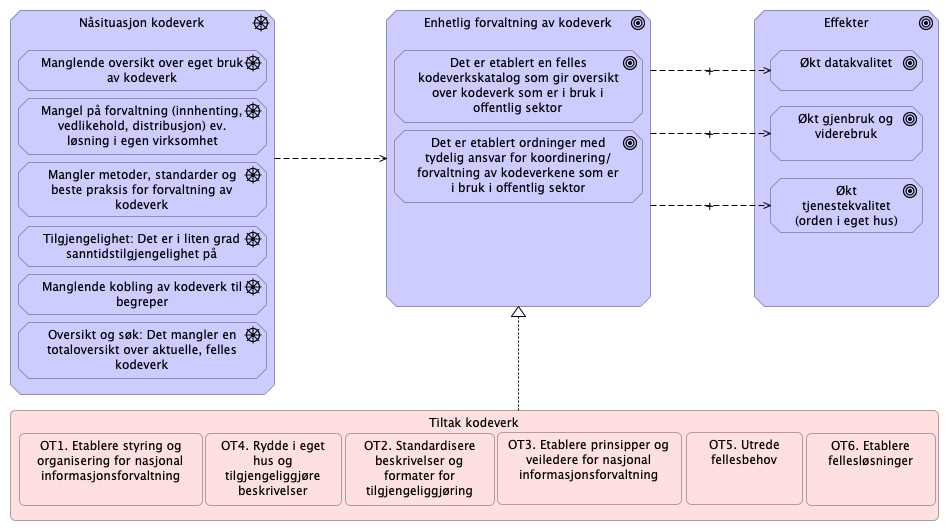 Nåsituasjon kodeverk
Manglende oversikt over eget bruk
av kodeverk
Mangel på forvaltning (innhenting,
vedlikehold, distribusjon) ev.
løsning i egen virksomhet
Mangler metoder, standarder og
beste praksis for forvaltning av
kodeverk
Tilgjengelighet: Det er i liten grad
sanntidstilgjengelighet på
Manglende kobling av kodeverk til
begreper
Oversikt og søk: Det mangler en
totaloversikt over aktuelle, felles
kodeverk
Enhetlig forvaltning av kodeverk
Det er etablert en felles
kodeverkskatalog som gir oversikt
over kodeverk som er i bruk i
offentlig sektor
Det er etablert ordninger med
tydelig ansvar for koordinering/
forvaltning av kodeverkene som er
i bruk i offentlig sektor
Effekter
Økt datakvalitet
Økt gjenbruk og
viderebruk
Økt
tjenestekvalitet
(orden i eget hus)
Tiltak kodeverk
OT1. Etablere styring og
organisering for nasjonal
informasjonsforvaltning
OT4. Rydde i eget
hus og
tilgjengeliggjøre
beskrivelser
OT2. Standardisere
beskrivelser og
formater for
tilgjengeliggjøring
OT3. Etablere prinsipper og
veiledere for nasjonal
informasjonsforvaltning
OT5. Utrede
fellesbehov
OT6. Etablere
fellesløsninger